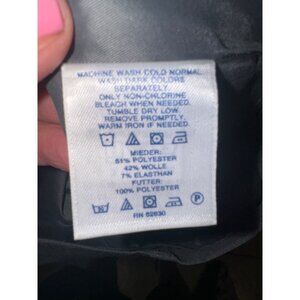 MACHINE WASH COLD NORMAL
WASH DARK COLORS
SEPARATELY.
ONLY NON-CHLORINE
BLEACH WHEN NEEDED.
TUMBLE DRY LOW.
REMOVE PROMPTLY.
WARM IRON IF NEEDED.
MIEDER:
51% POLYESTER
42% WOLLE
7% ELASTHAN
FUTTER:
100% POLYESTER
P
RN 62830